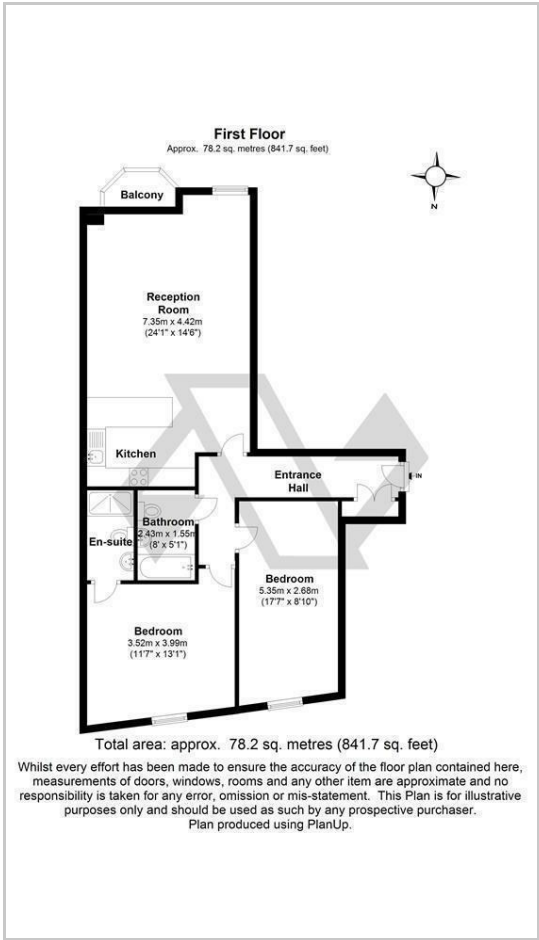 First Floor
Approx. 78.2 sq. metres (841.7 sq. feet)
Balcony
N
Reception
Room
7.35m x 4.42m
(24'1" x 14'6")
Kitchen
Entrance
Hall
IN
Bathroom
2.43m x 1.55m
(8' x 5'1")
En-suite
Bedroom
5.35m x 2.68m
(17'7" x 8'10")
Bedroom
3.52m x 3.99m
(11'7" x 13'1")
Total area: approx. 78.2 sq. metres (841.7 sq. feet)
Whilst every effort has been made to ensure the accuracy of the floor plan contained here,
measurements of doors, windows, rooms and any other item are approximate and no
responsibility is taken for any error, omission or mis-statement. This Plan is for illustrative
purposes only and should be used as such by any prospective purchaser.
Plan produced using PlanUp.